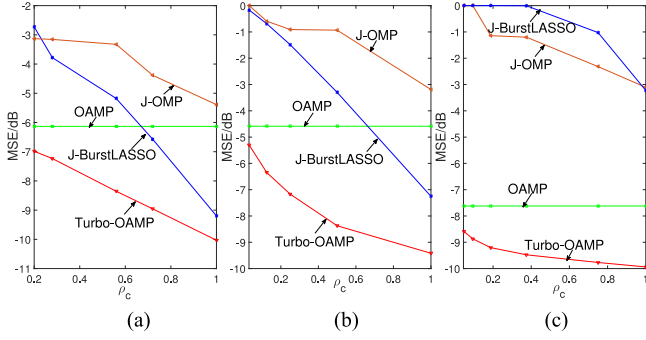 -2
-3
-4
-5
-6
-7
-8
-9
-10
-11
MSE/dB
J-OMP
OAMP
J-BurstLASSO
Turbo-OAMP
0.2 0.4 0.6 0.8 1
ρc
(a)
0
-1
-2
-3
-4
-5
-6
-7
-8
-9
-10
MSE/dB
J-OMP
OAMP
J-BurstLASSO
Turbo-OAMP
0.2 0.4 0.6 0.8 1
ρc
(b)
0
-1
-2
-3
-4
-5
-6
-7
-8
-9
-10
MSE/dB
J-BurstLASSO
J-OMP
OAMP
Turbo-OAMP
0.2 0.4 0.6 0.8 1
ρc
(c)